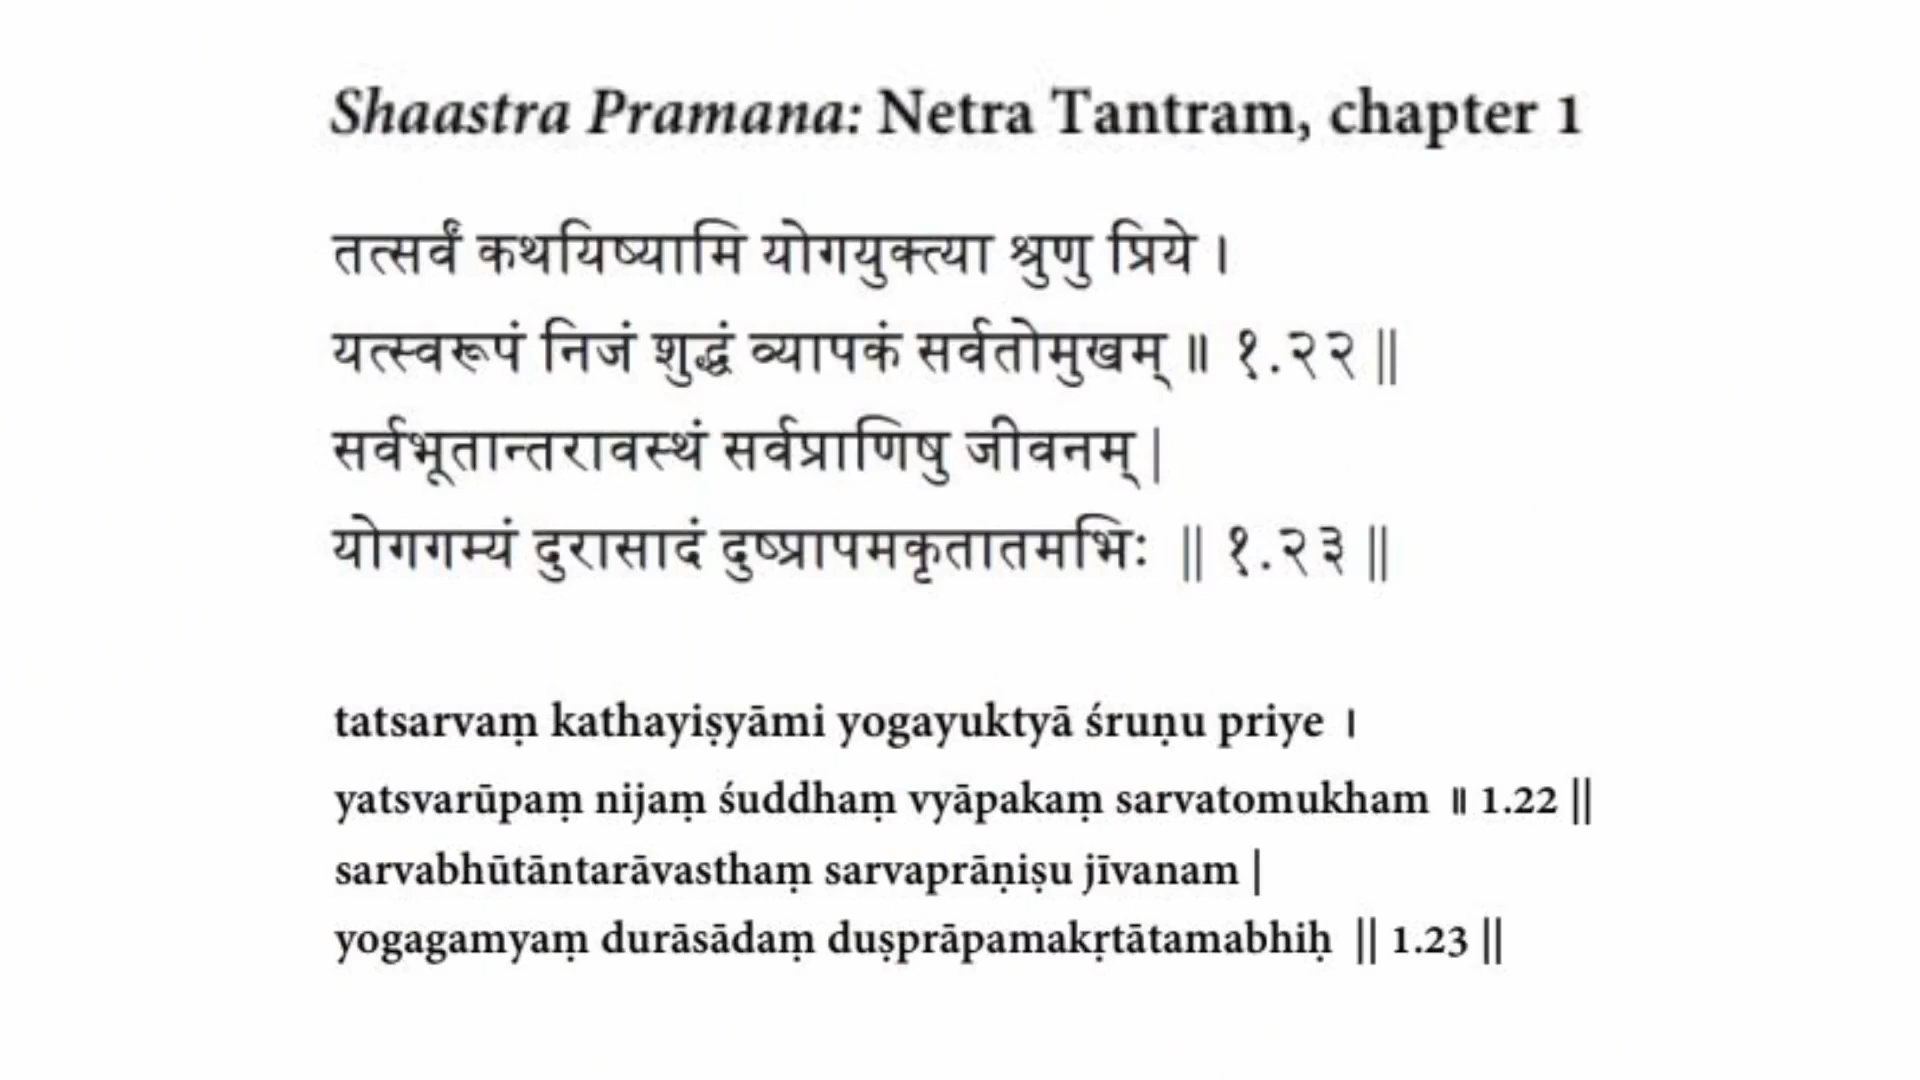 Shaastra Pramana: Netra Tantram, chapter 1
तत्सर्वं कथयिष्यामि योगयुक्त्या श्रुणु प्रिये ।
यत्स्वरूपं निजं शुद्धं व्यापकं सर्वतोमुखम् ॥ १.२२ ||
सर्वभूतान्तरावस्थं सर्वप्राणिषु जीवनम् |
योगगम्यं दुरासादं दुष्प्रापमकृतातमभिः || १.२३ ||
tatsarvaṃ kathayiṣyāmi yogayuktyā śruṇu priye ।
yatsvarūpaṃ nijaṃ śuddhaṃ vyāpakaṃ sarvatomukham ॥ 1.22 ||
sarvabhūtāntarāvasthaṃ sarvaprāṇiṣu jīvanam |
yogagamyaṃ durāsādaṃ duṣprāpamakṛtātamabhiḥ || 1.23 ||